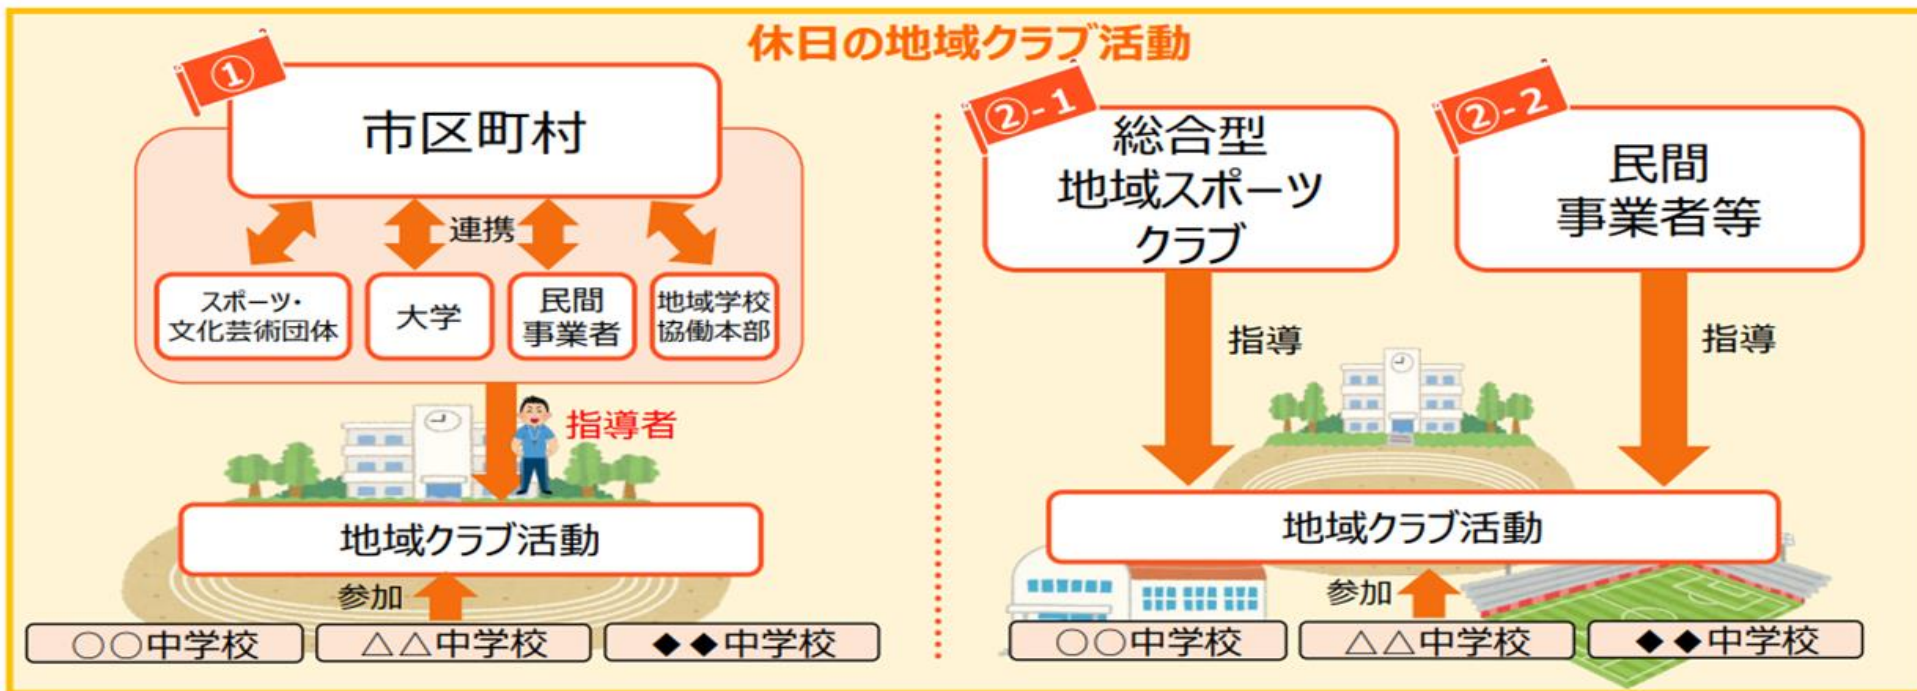 休日の地域クラブ活動
①
市区町村
連携
スポーツ・
文化芸術団体
大学
民間
事業者
地域学校
協働本部
指導者
地域クラブ活動
参加
○○中学校
△△中学校
◆◆中学校
②-1
総合型
地域スポーツ
クラブ
②-2
民間
事業者等
指導
指導
地域クラブ活動
参加
○○中学校
△△中学校
◆◆中学校